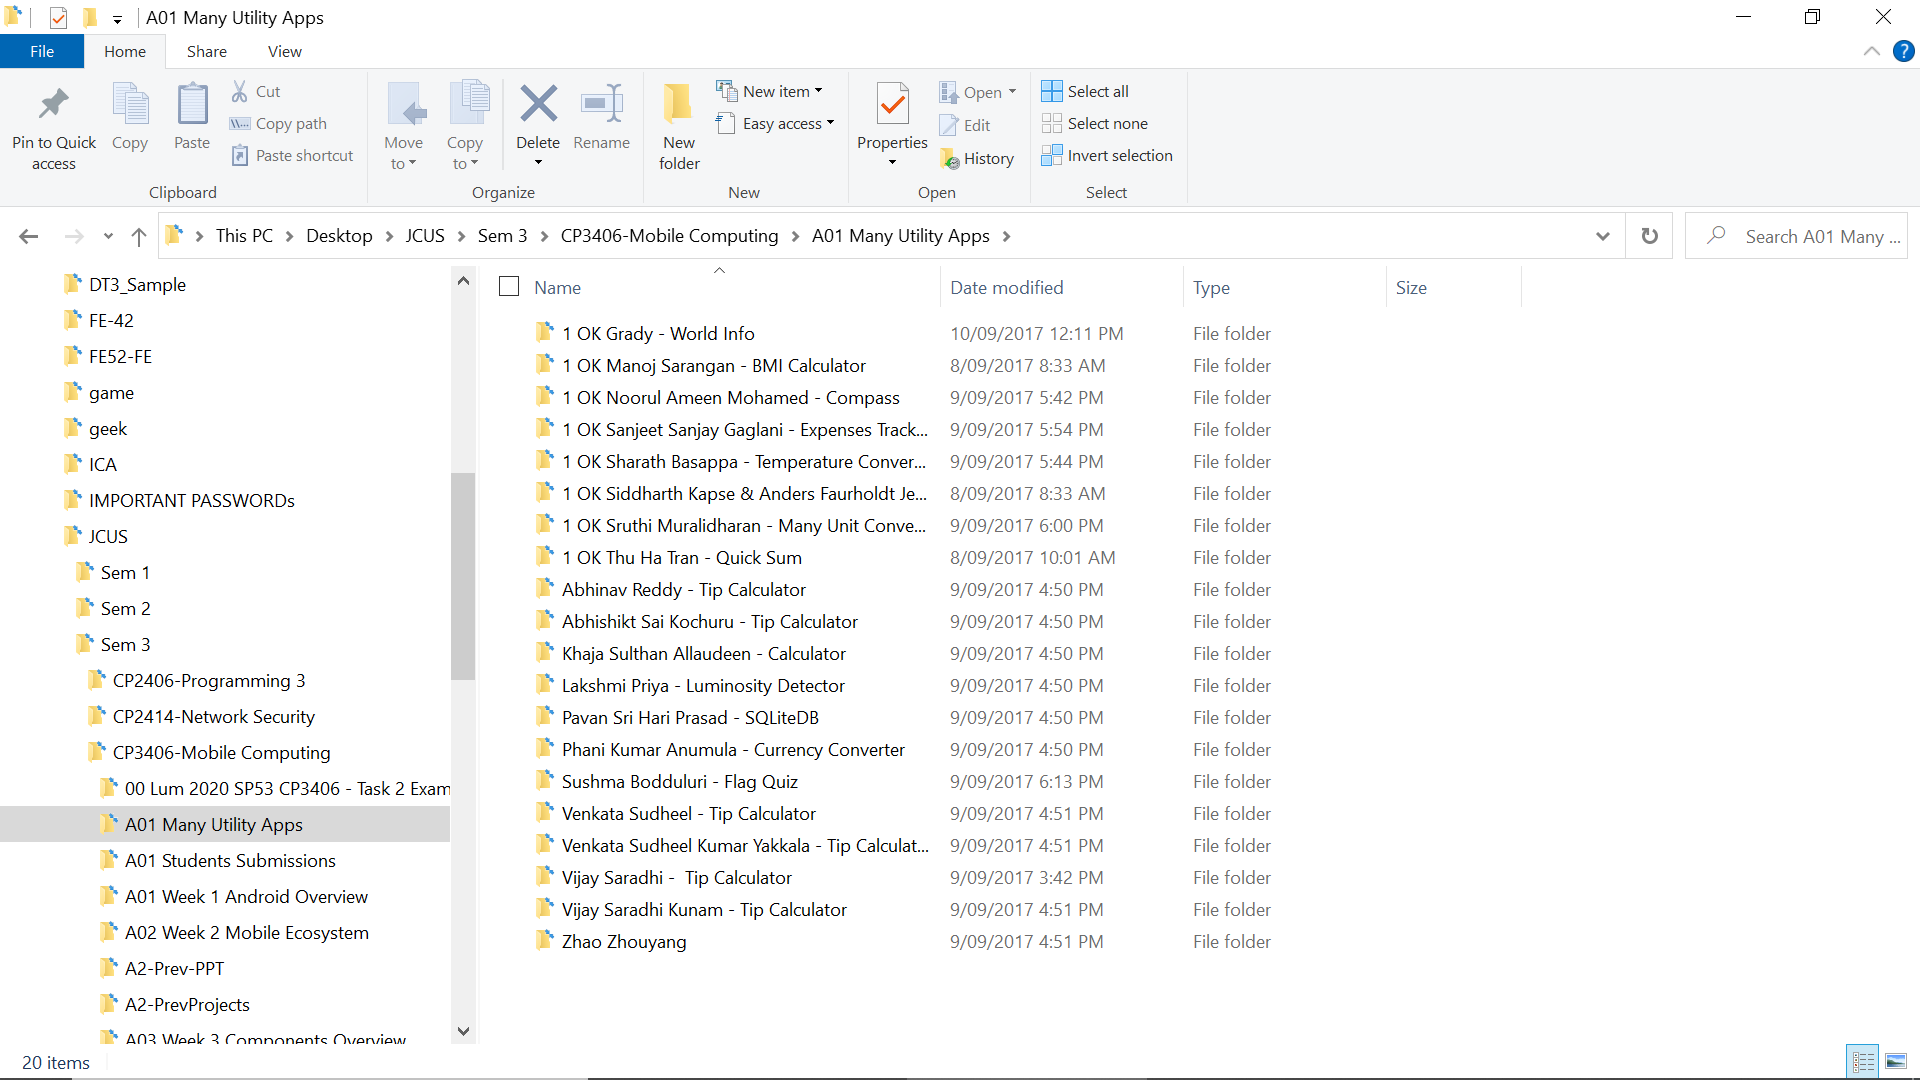 A01 Many Utility Apps
File Home Share View
Pin to Quick access
Copy
Paste
Cut
Copy path
Paste shortcut
Clipboard
Move to
Copy to
Delete
Rename
Organize
New folder
New item
Easy access
New
Properties
Open
Edit
History
Open
Select all
Select none
Invert selection
Select
This PC Desktop JCUS Sem 3 CP3406-Mobile Computing A01 Many Utility Apps
Search A01 Many ...
DT3_Sample
FE-42
FE52-FE
game
geek
ICA
IMPORTANT PASSWORDs
JCUS
Sem 1
Sem 2
Sem 3
CP2406-Programming 3
CP2414-Network Security
CP3406-Mobile Computing
00 Lum 2020 SP53 CP3406 - Task 2 Exam
A01 Many Utility Apps
A01 Students Submissions
A01 Week 1 Android Overview
A02 Week 2 Mobile Ecosystem
A2-Prev-PPT
A2-PrevProjects
A03 Week 3 Components Overview
Name Date modified Type Size
1 OK Grady - World Info 10/09/2017 12:11 PM File folder
1 OK Manoj Sarangan - BMI Calculator 8/09/2017 8:33 AM File folder
1 OK Noorul Ameen Mohamed - Compass 9/09/2017 5:42 PM File folder
1 OK Sanjeet Sanjay Gaglani - Expenses Track... 9/09/2017 5:54 PM File folder
1 OK Sharath Basappa - Temperature Conver... 9/09/2017 5:44 PM File folder
1 OK Siddharth Kapse & Anders Faurholdt Je... 8/09/2017 8:33 AM File folder
1 OK Sruthi Muralidharan - Many Unit Conve... 9/09/2017 6:00 PM File folder
1 OK Thu Ha Tran - Quick Sum 8/09/2017 10:01 AM File folder
Abhinav Reddy - Tip Calculator 9/09/2017 4:50 PM File folder
Abhishikt Sai Kochuru - Tip Calculator 9/09/2017 4:50 PM File folder
Khaja Sulthan Allaudeen - Calculator 9/09/2017 4:50 PM File folder
Lakshmi Priya - Luminosity Detector 9/09/2017 4:50 PM File folder
Pavan Sri Hari Prasad - SQLiteDB 9/09/2017 4:50 PM File folder
Phani Kumar Anumula - Currency Converter 9/09/2017 4:50 PM File folder
Sushma Bodduluri - Flag Quiz 9/09/2017 6:13 PM File folder
Venkata Sudheel - Tip Calculator 9/09/2017 4:51 PM File folder
Venkata Sudheel Kumar Yakkala - Tip Calculat... 9/09/2017 4:51 PM File folder
Vijay Saradhi -  Tip Calculator 9/09/2017 3:42 PM File folder
Vijay Saradhi Kunam - Tip Calculator 9/09/2017 4:51 PM File folder
Zhao Zhouyang 9/09/2017 4:51 PM File folder
20 items